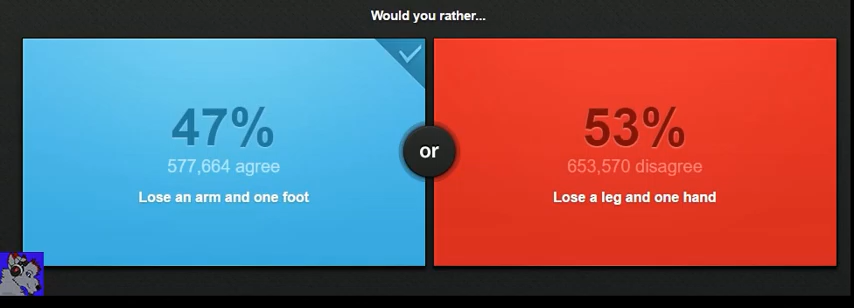 Would you rather...
47%
577,664 agree
Lose an arm and one foot
or
53%
653,570 disagree
Lose a leg and one hand